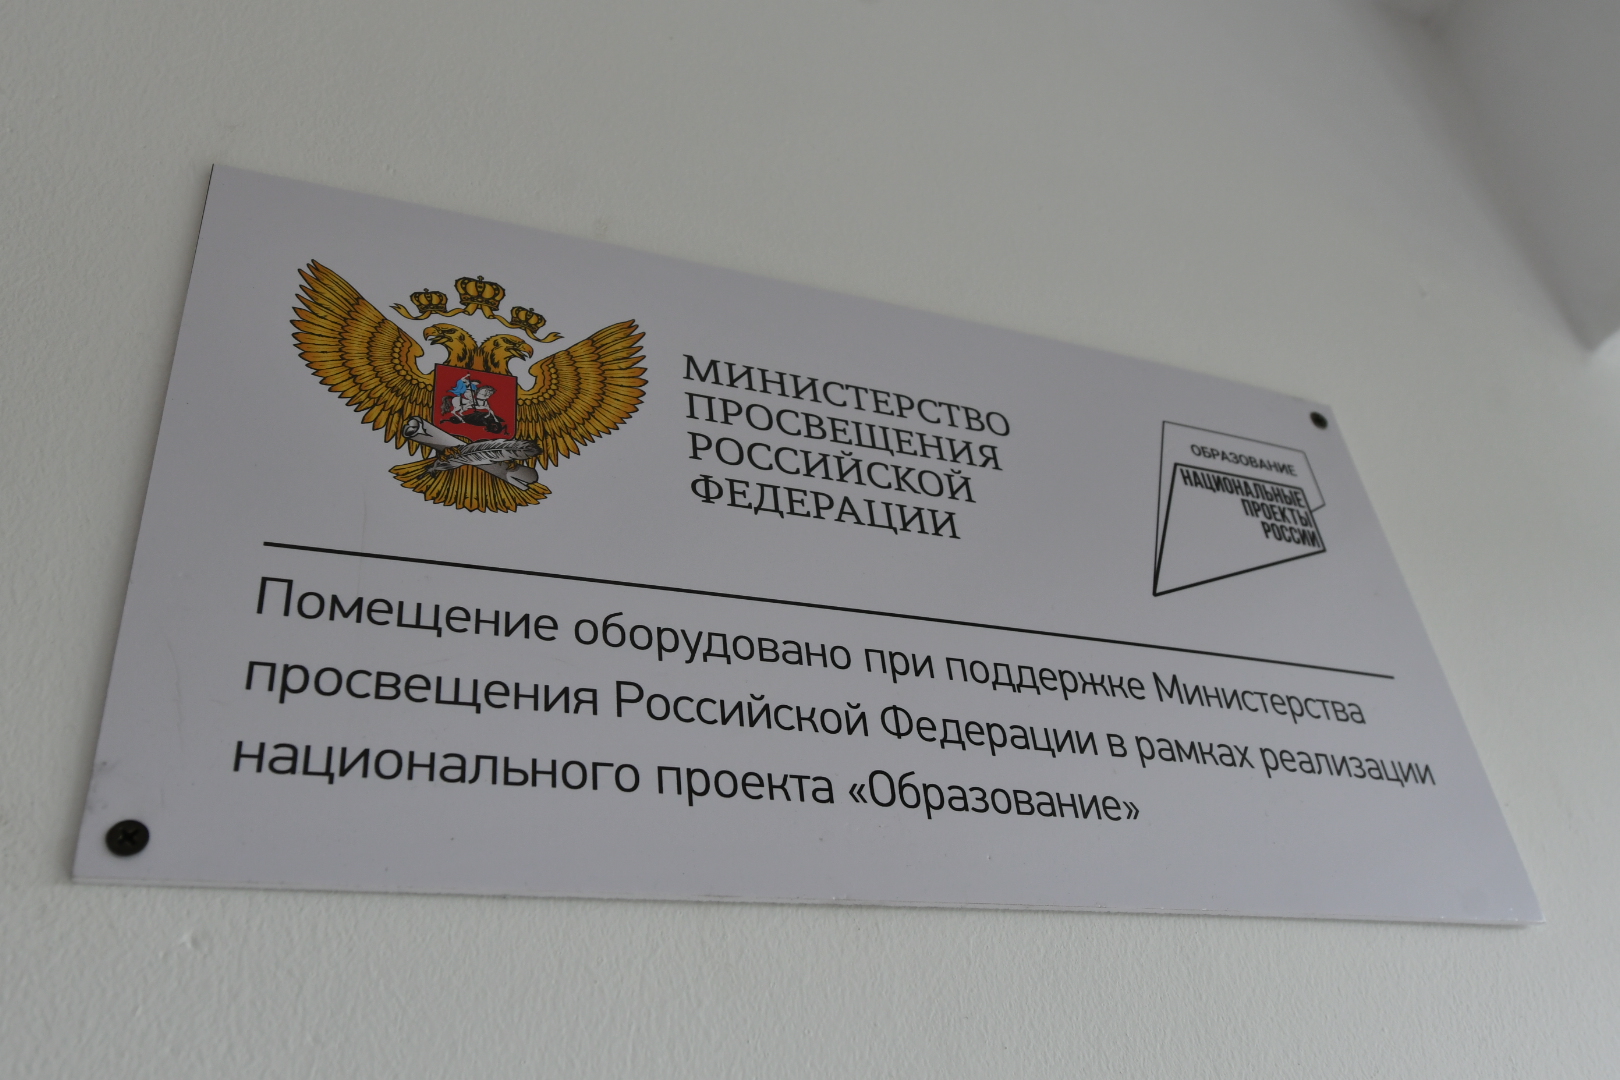 МИНИСТЕРСТВО
ПРОСВЕЩЕНИЯ
РОССИЙСКОЙ
ФЕДЕРАЦИИ
ОБРАЗОВАНИЕ
НАЦИОНАЛЬНЫЕ
ПРОЕКТЫ
РОССИИ
Помещение оборудовано при поддержке Министерства
просвещения Российской Федерации в рамках реализации
национального проекта «Образование»